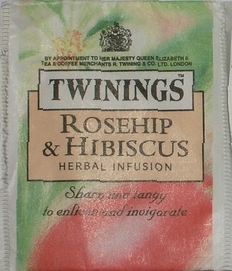 BY APPOINTMENT TO HER MAJESTY QUEEN ELIZABETH II
TEA & COFFEE MERCHANTS R. TWINING & CO. LTD. LONDON
TWININGS™
ROSEHIP
& HIBISCUS
HERBAL INFUSION
Sharp and tangy
to enliven and invigorate